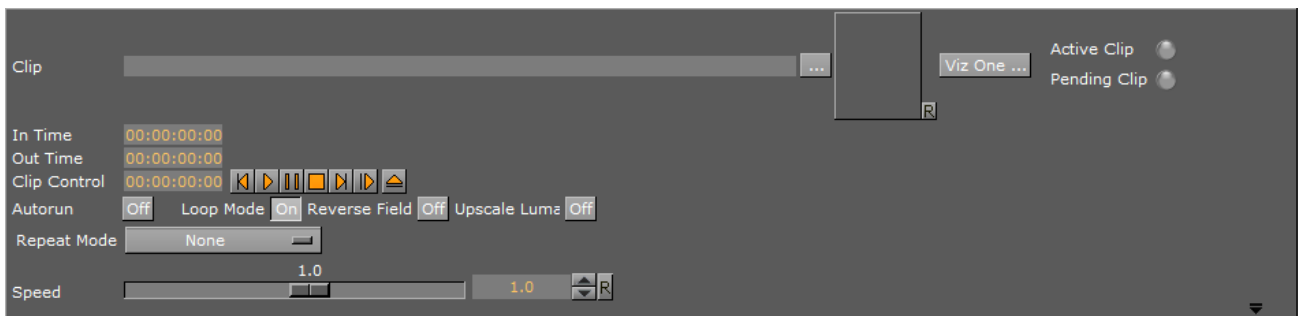 Clip ... Viz One ... Active Clip
Pending Clip
R
In Time 00:00:00:00
Out Time 00:00:00:00
Clip Control 00:00:00:00
Autorun Off Loop Mode On Reverse Field Off Upscale Luma Off
Repeat Mode None
1.0
Speed 1.0 R